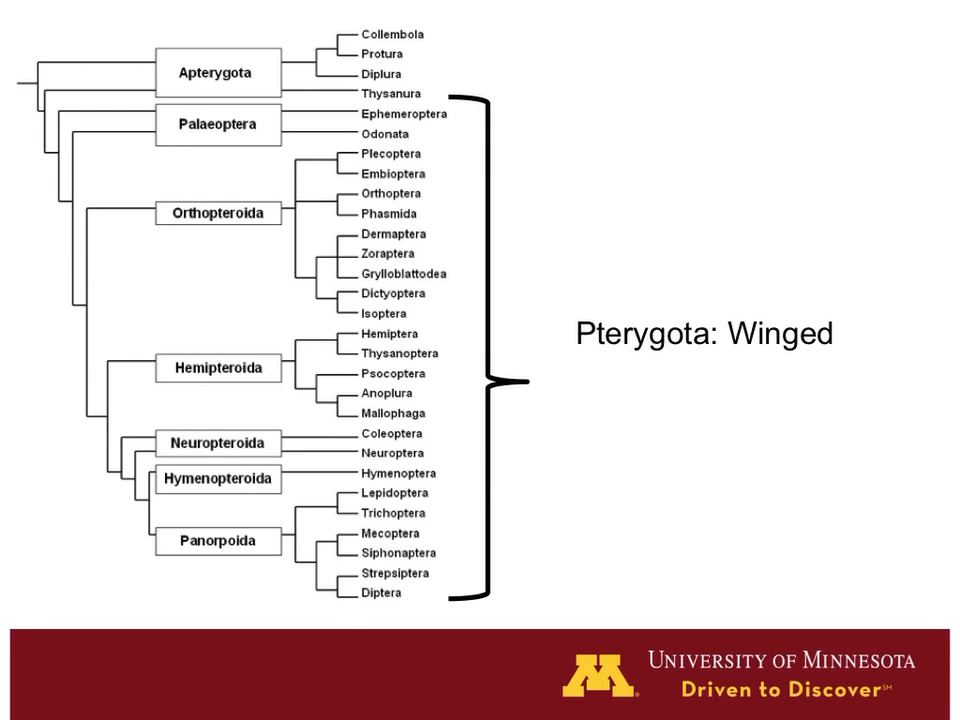 Collembola
Protura
Apterygota
Diplura
Thysanura
Ephemeroptera
Palaeoptera
Odonata
Plecoptera
Embioptera
Orthoptera
Orthopteroida
Phasmida
Dermaptera
Zoraptera
Grylloblattodea
Dictyoptera
Isoptera
Hemiptera
Thysanoptera
Hemipteroida
Psocoptera
Anoplura
Mallophaga
Coleoptera
Neuropteroida
Neuroptera
Hymenoptera
Hymenopteroida
Lepidoptera
Trichoptera
Mecoptera
Panorpoida
Siphonaptera
Strepsiptera
Diptera
Pterygota: Winged
M
UNIVERSITY OF MINNESOTA
Driven to Discover℠